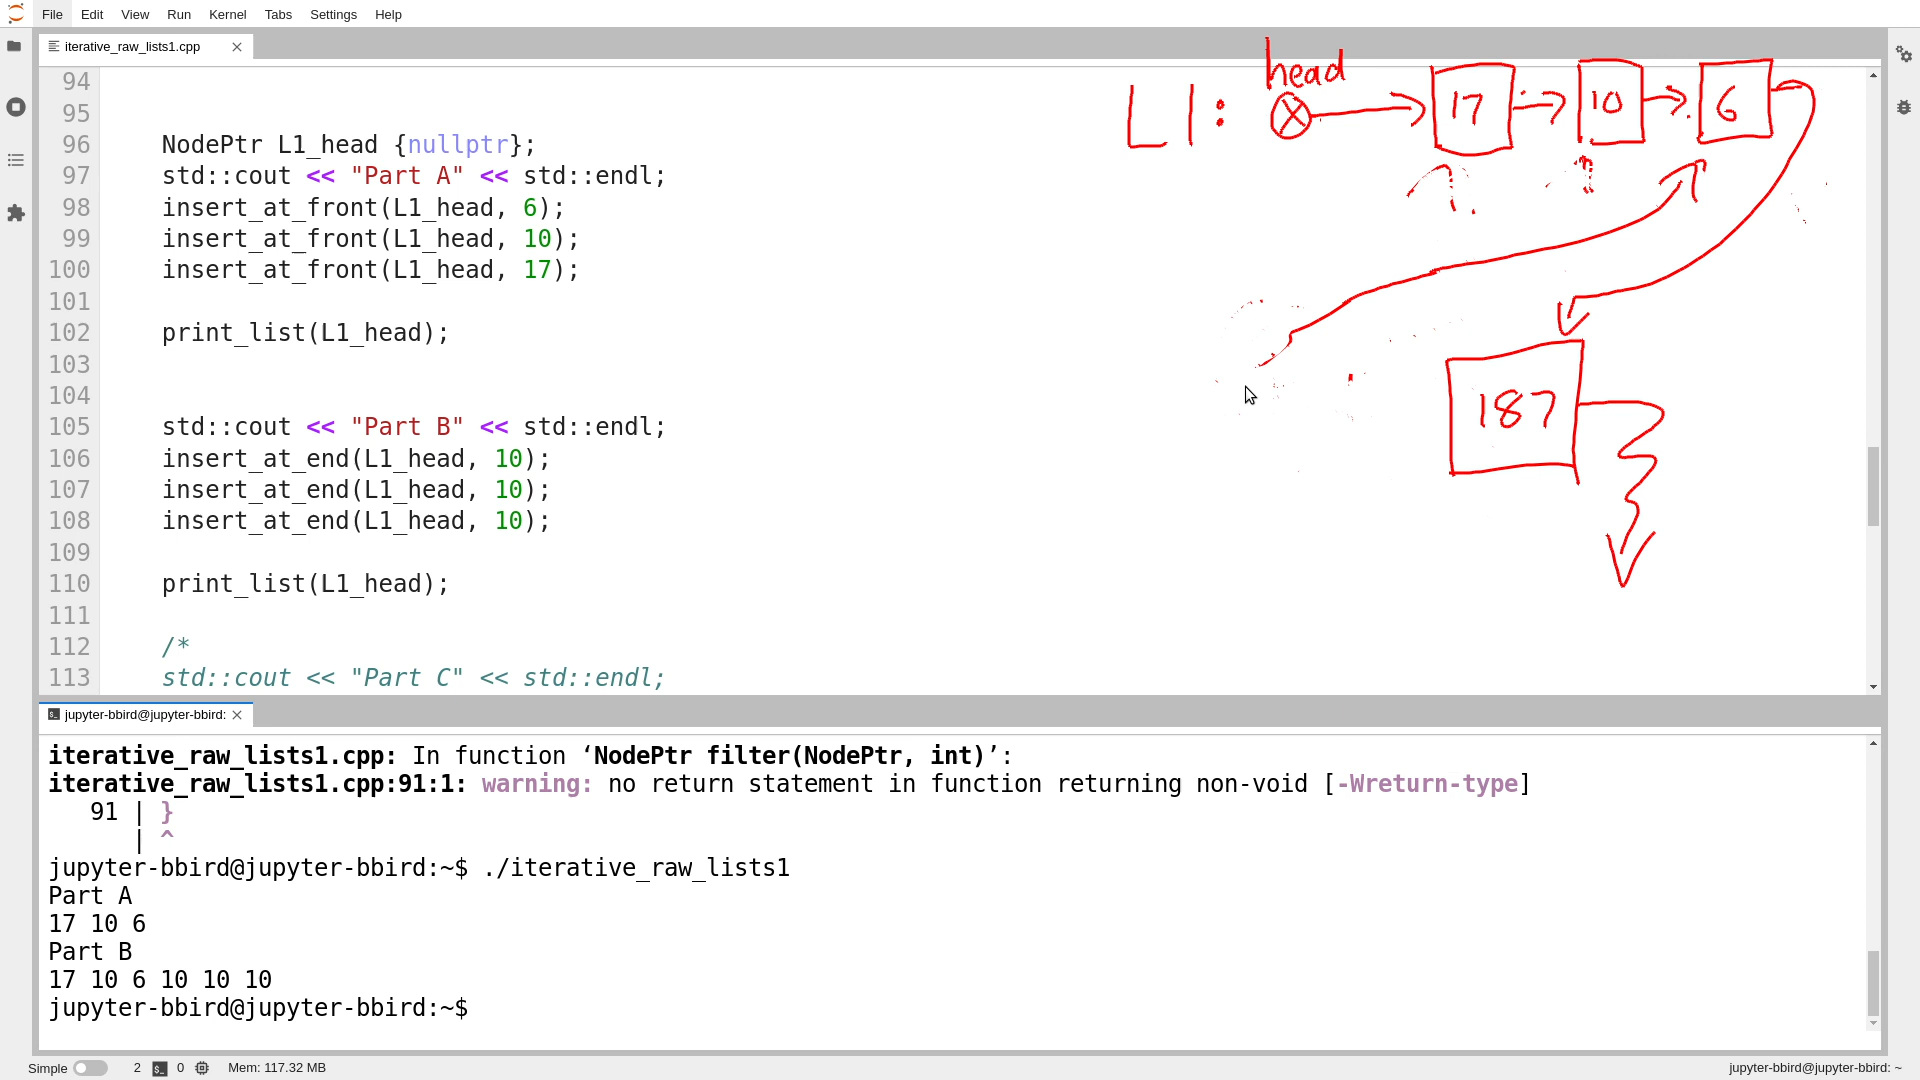 File Edit View Run Kernel Tabs Settings Help
iterative_raw_lists1.cpp
94
95
96 NodePtr L1_head {nullptr};
97 std::cout << "Part A" << std::endl;
98 insert_at_front(L1_head, 6);
99 insert_at_front(L1_head, 10);
100 insert_at_front(L1_head, 17);
101
102 print_list(L1_head);
103
104
105 std::cout << "Part B" << std::endl;
106 insert_at_end(L1_head, 10);
107 insert_at_end(L1_head, 10);
108 insert_at_end(L1_head, 10);
109
110 print_list(L1_head);
111
112 /*
113 std::cout << "Part C" << std::endl;
head
L1: 17 10 6
187
jupyter-bbird@jupyter-bbird:
iterative_raw_lists1.cpp: In function ‘NodePtr filter(NodePtr, int)’:
iterative_raw_lists1.cpp:91:1: warning: no return statement in function returning non-void [-Wreturn-type]
91 | }
| ^
jupyter-bbird@jupyter-bbird:~$ ./iterative_raw_lists1
Part A
17 10 6
Part B
17 10 6 10 10 10
jupyter-bbird@jupyter-bbird:~$
Simple 2 0 Mem: 117.32 MB jupyter-bbird@jupyter-bbird: ~